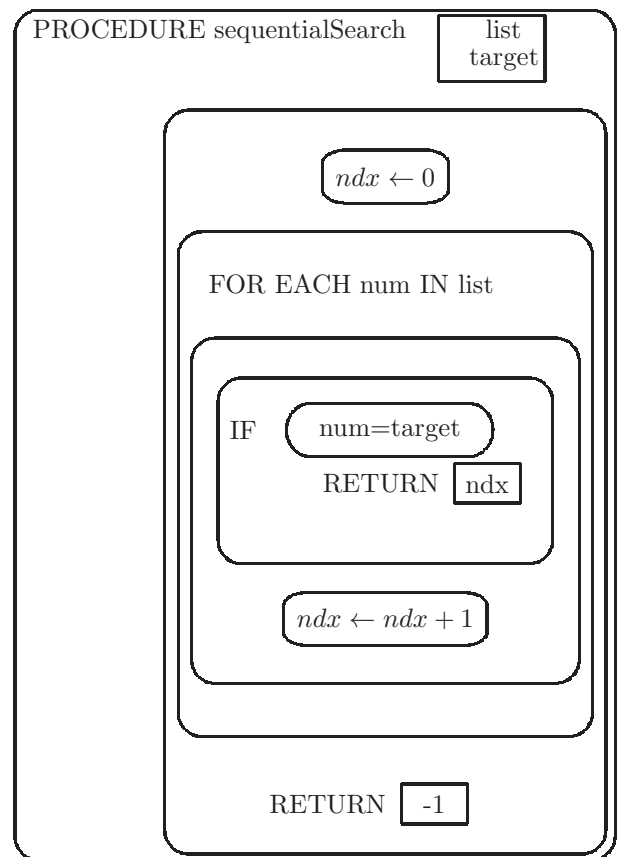 PROCEDURE sequentialSearch list
target
ndx ← 0
FOR EACH num IN list
IF num=target
RETURN ndx
ndx ← ndx + 1
RETURN -1